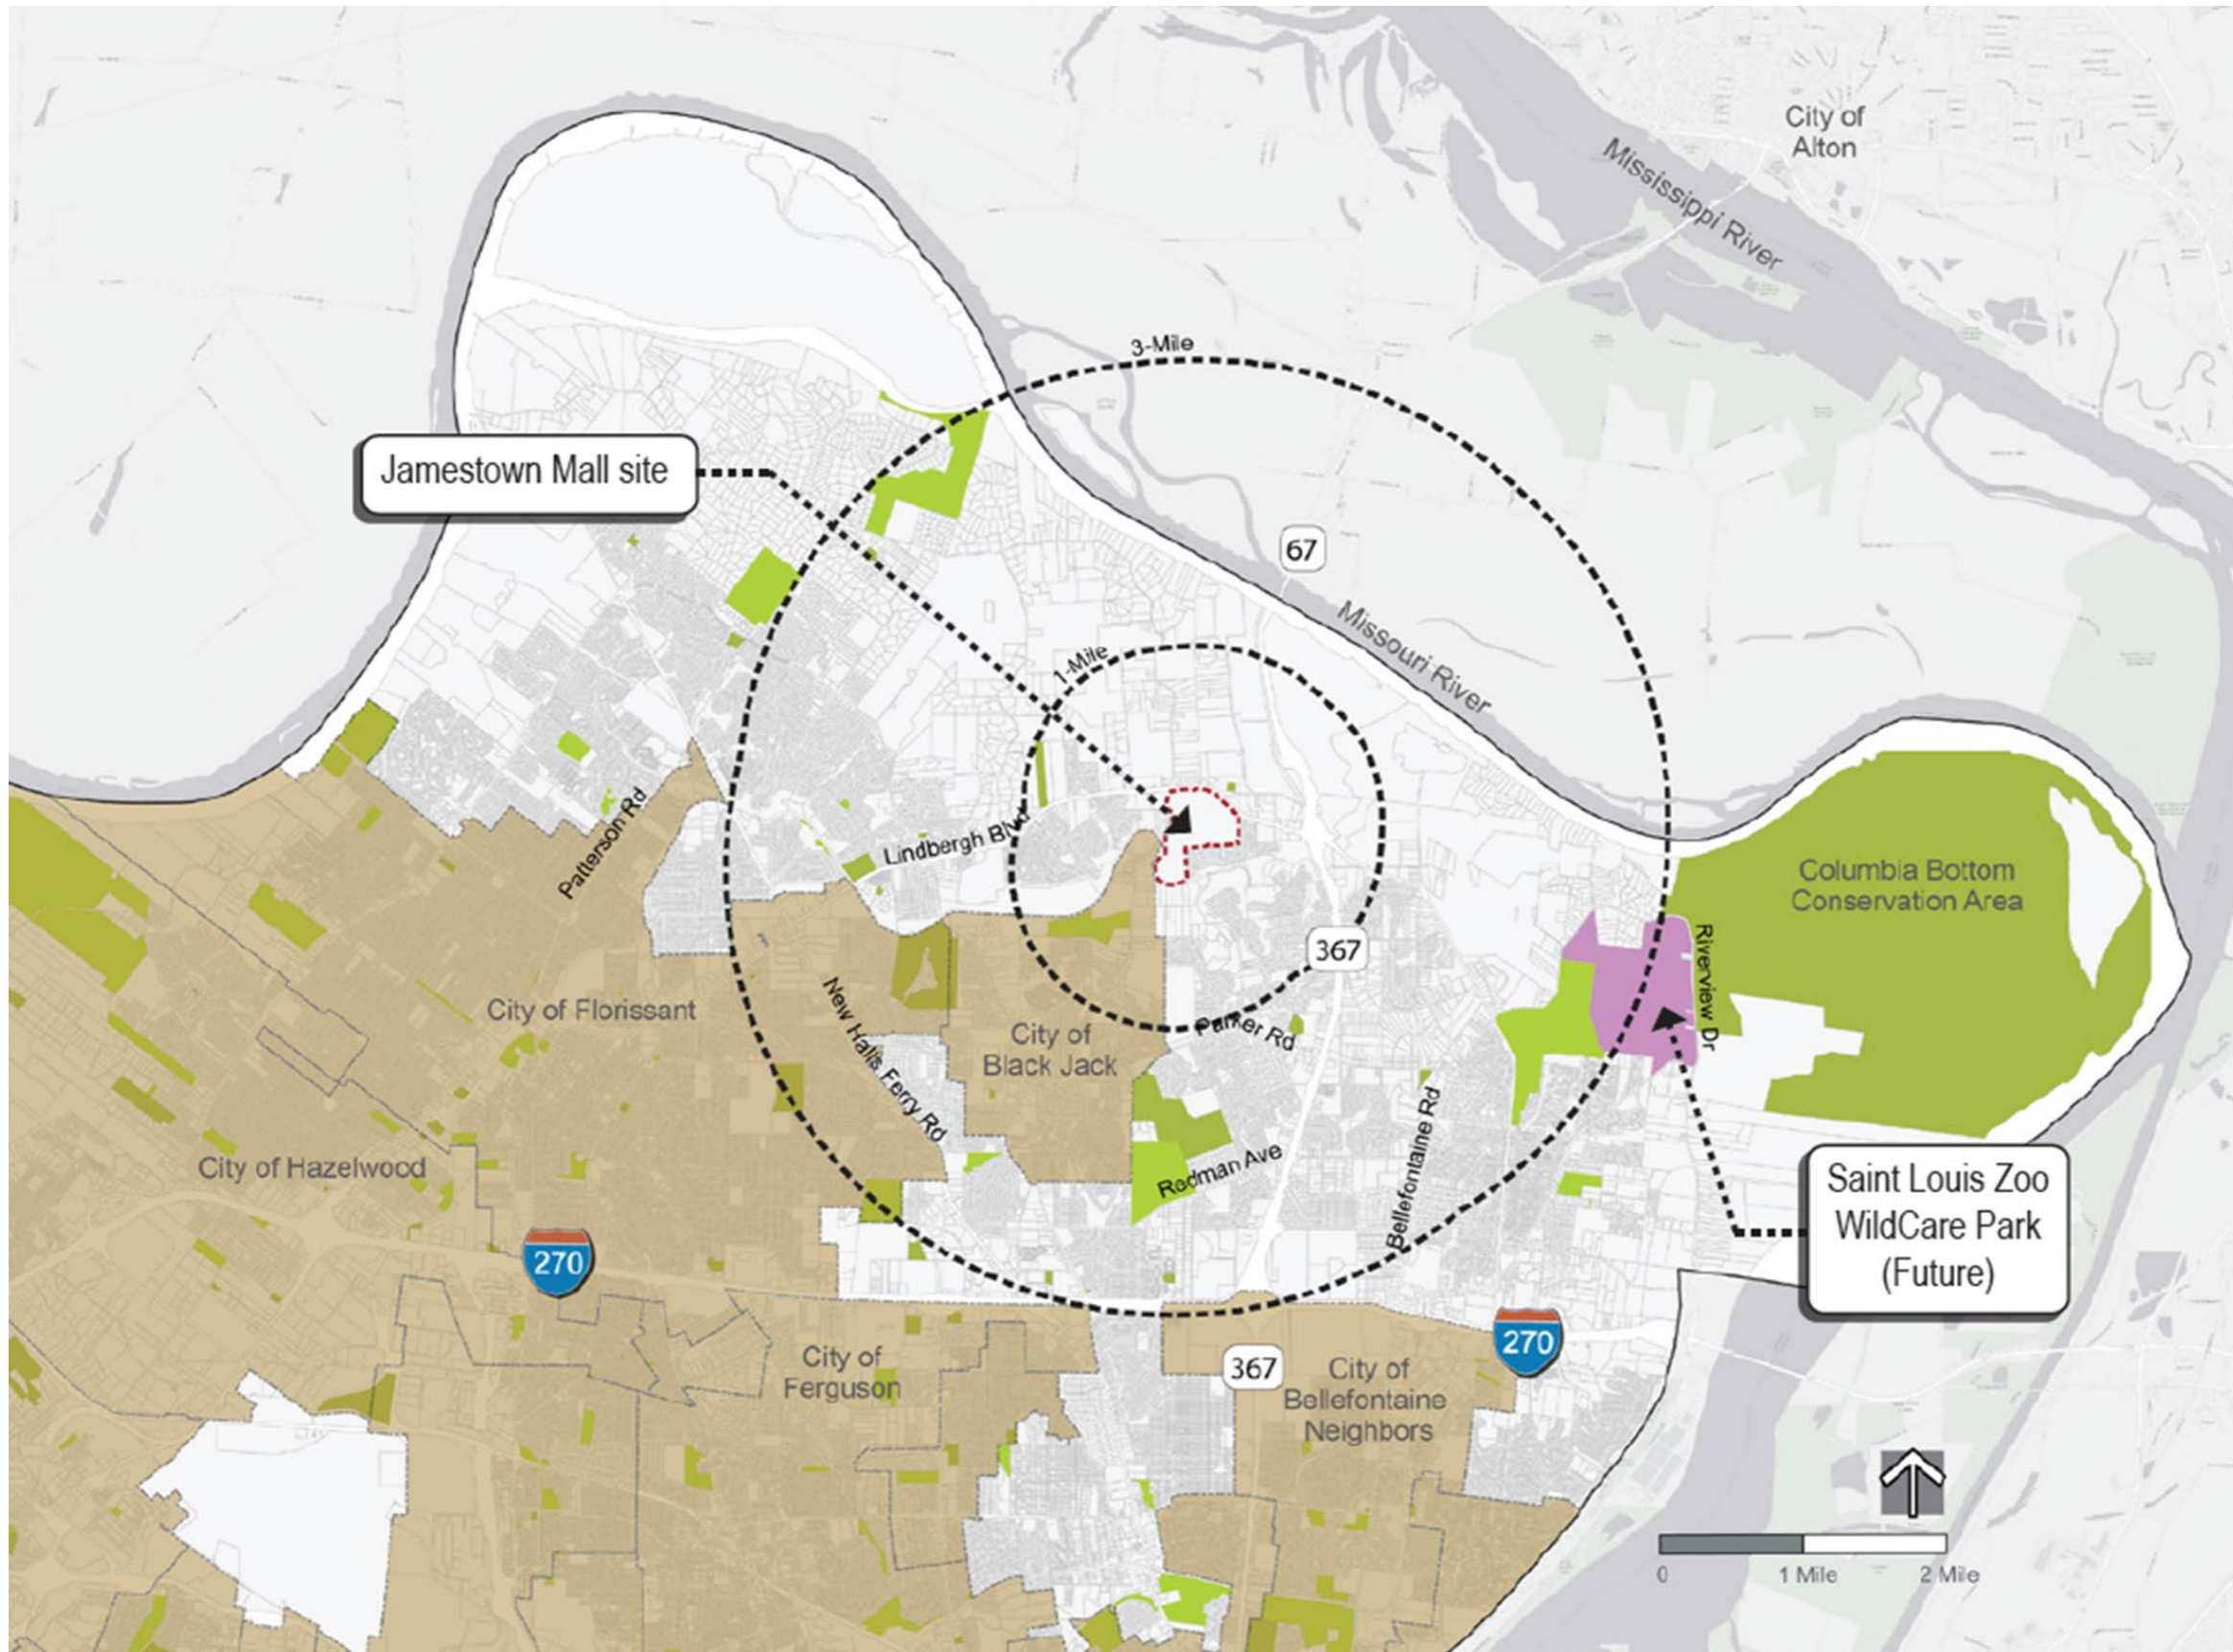 City of
Alton
Mississippi River
3-Mile
Jamestown Mall site
67
Missouri River
1-Mile
Patterson Rd
Lindbergh Blvd
Columbia Bottom
Conservation Area
Riverview Dr
367
City of Florissant
New Halls Ferry Rd
City of
Black Jack
Parker Rd
Bellefontaine Rd
Redman Ave
City of Hazelwood
Saint Louis Zoo
WildCare Park
(Future)
270
270
City of
Ferguson
367
City of
Bellefontaine
Neighbors
0
1 Mile
2 Mile